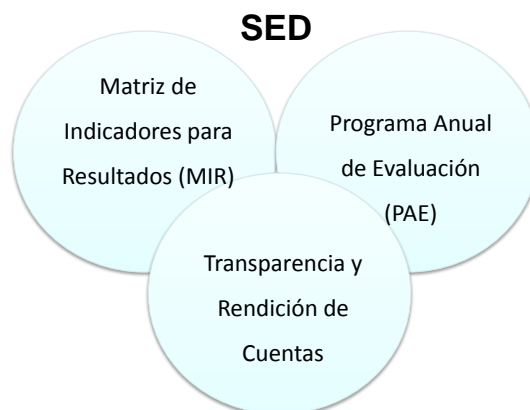 SED
Matriz de
Indicadores para
Resultados (MIR)
Programa Anual
de Evaluación
(PAE)
Transparencia y
Rendición de
Cuentas